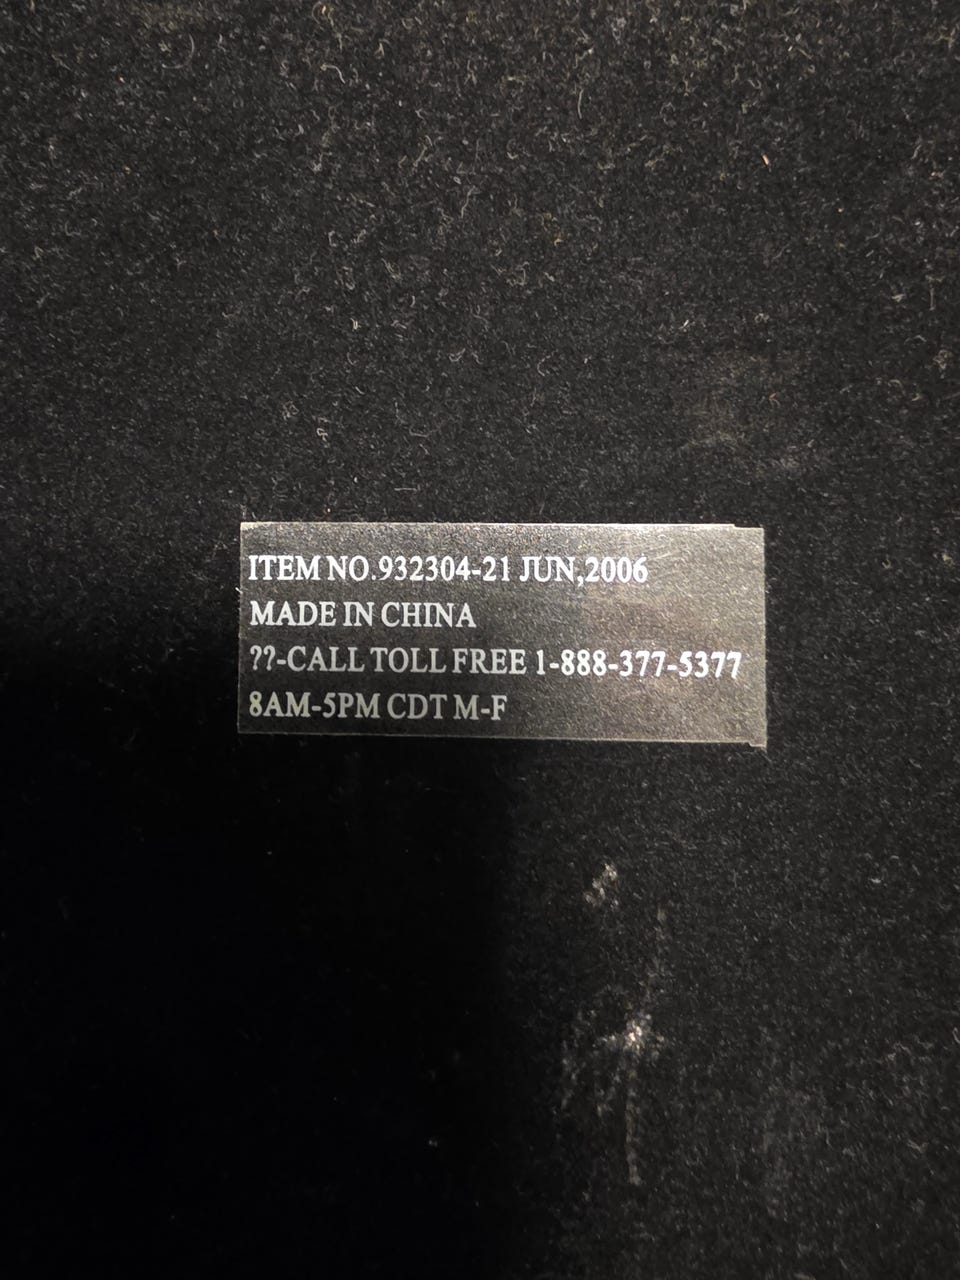 ITEM NO.932304-21 JUN,2006
MADE IN CHINA
??-CALL TOLL FREE 1-888-377-5377
8AM-5PM CDT M-F